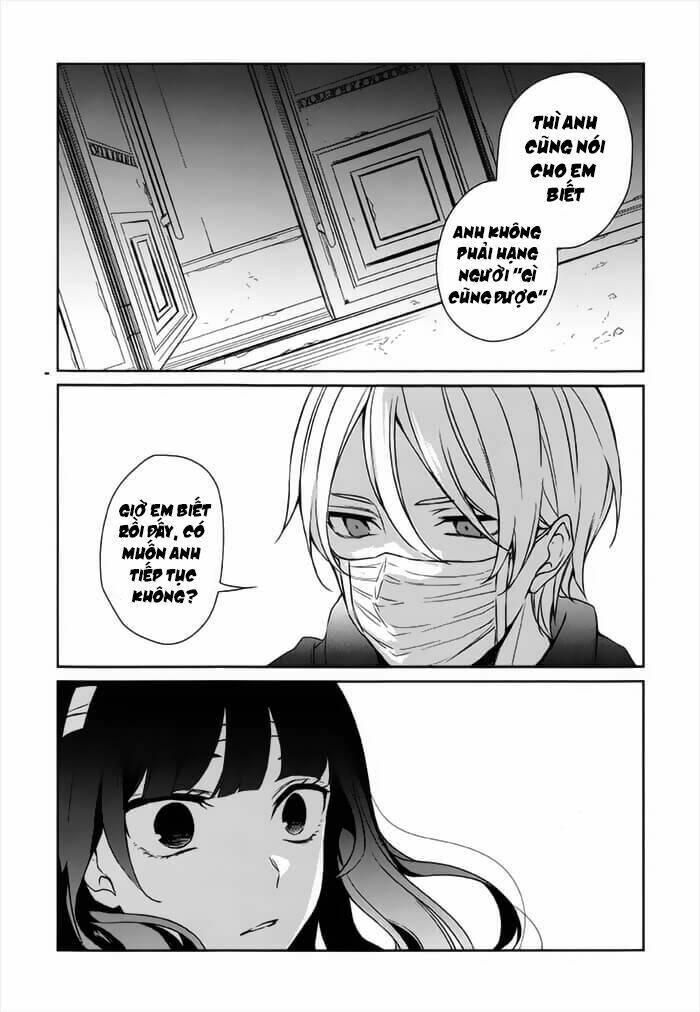 THÌ ANH
CŨNG NÓI
CHO EM
BIẾT
ANH KHÔNG
PHẢI HẠNG
NGƯỜI "GÌ
CŨNG ĐƯỢC"
GIỜ EM BIẾT
RỒI ĐẤY, CÓ
MUỐN ANH
TIẾP TỤC
KHÔNG?